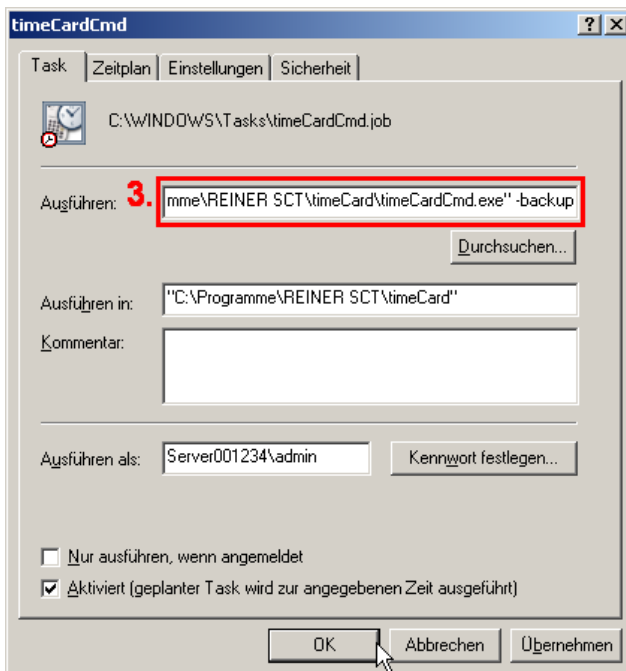 timeCardCmd
Task Zeitplan Einstellungen Sicherheit
C:\WINDOWS\Tasks\timeCardCmd.job
Ausführen: 3. mme\REINER SCT\timeCard\timeCardCmd.exe" -backup
Durchsuchen...
Ausführen in: "C:\Programme\REINER SCT\timeCard"
Kommentar:
Ausführen als: Server001234\admin Kennwort festlegen...
Nur ausführen, wenn angemeldet
Aktiviert (geplanter Task wird zur angegebenen Zeit ausgeführt)
OK Abbrechen Übernehmen